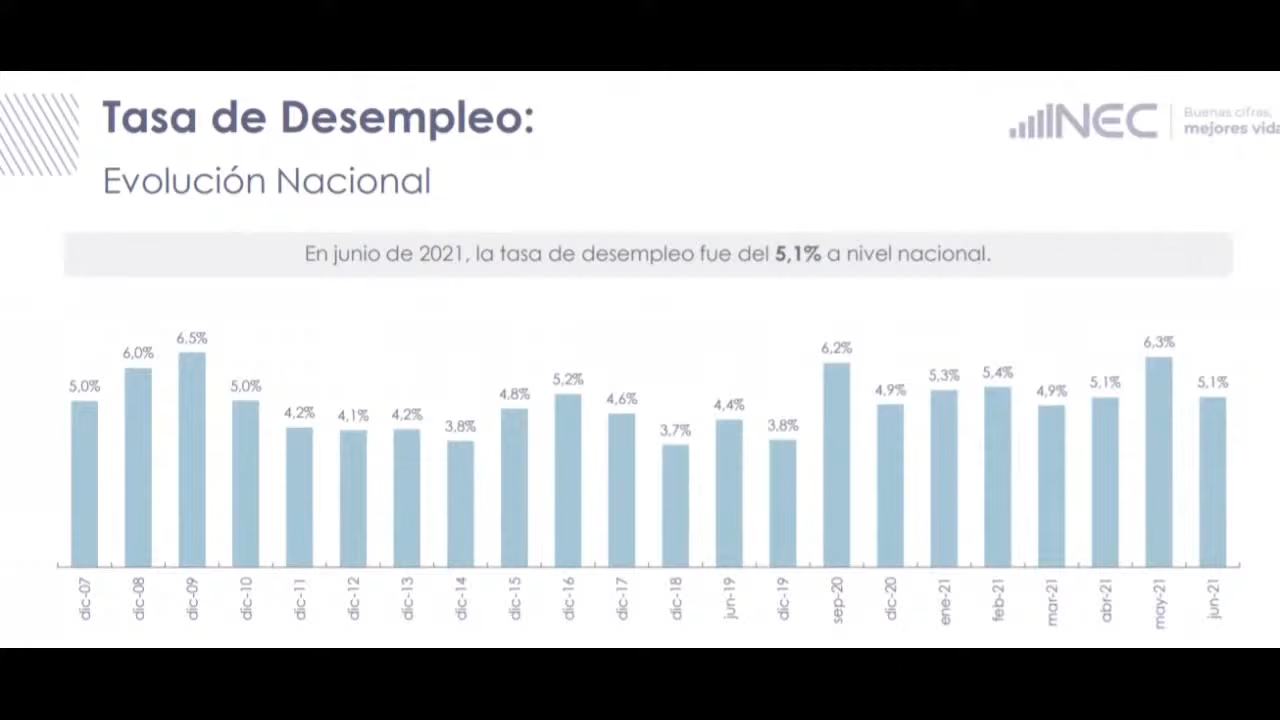 Tasa de Desempleo:
Evolución Nacional
INEC
Buenas cifras,
mejores vida
En junio de 2021, la tasa de desempleo fue del 5,1% a nivel nacional.
5,0% 6,0% 6,5% 5,0% 4,2% 4,1% 4,2% 3,8% 4,8% 5,2% 4,6% 3,7% 4,4% 3,8% 6,2% 4,9% 5,3% 5,4% 4,9% 5,1% 6,3% 5,1%
dic-07 dic-08 dic-09 dic-10 dic-11 dic-12 dic-13 dic-14 dic-15 dic-16 dic-17 dic-18 jun-19 dic-19 sep-20 dic-20 ene-21 feb-21 mar-21 abr-21 may-21 jun-21